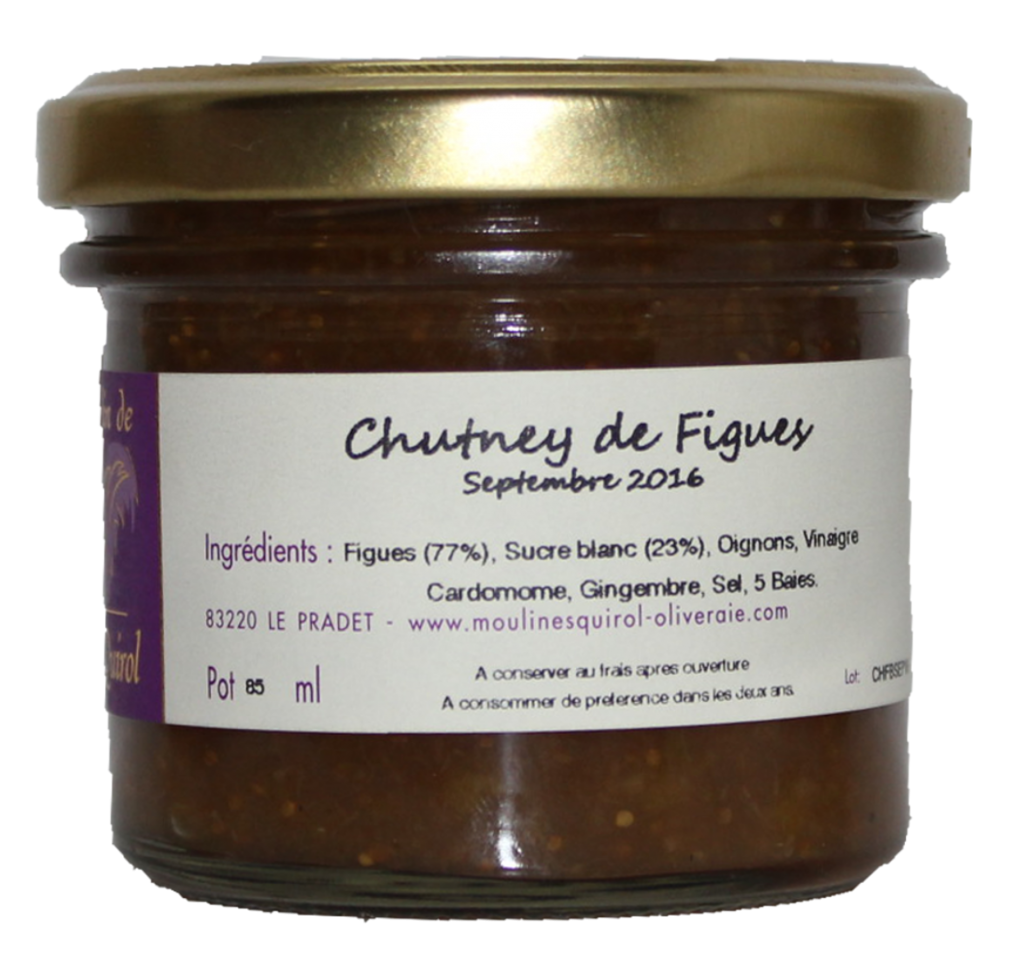 de
Chutney de Figues
Septembre 2016
Ingrédients : Figues (77%), Sucre blanc (23%), Oignons, Vinaigre
Cardomome, Gingembre, Sel, 5 Baies.
83220 LE PRADET - www.moulinesquirol-oliveraie.com
A conserver au frais apres ouverture
Pot 85 ml
A consommer de preference dans les deux ans.
Lot: